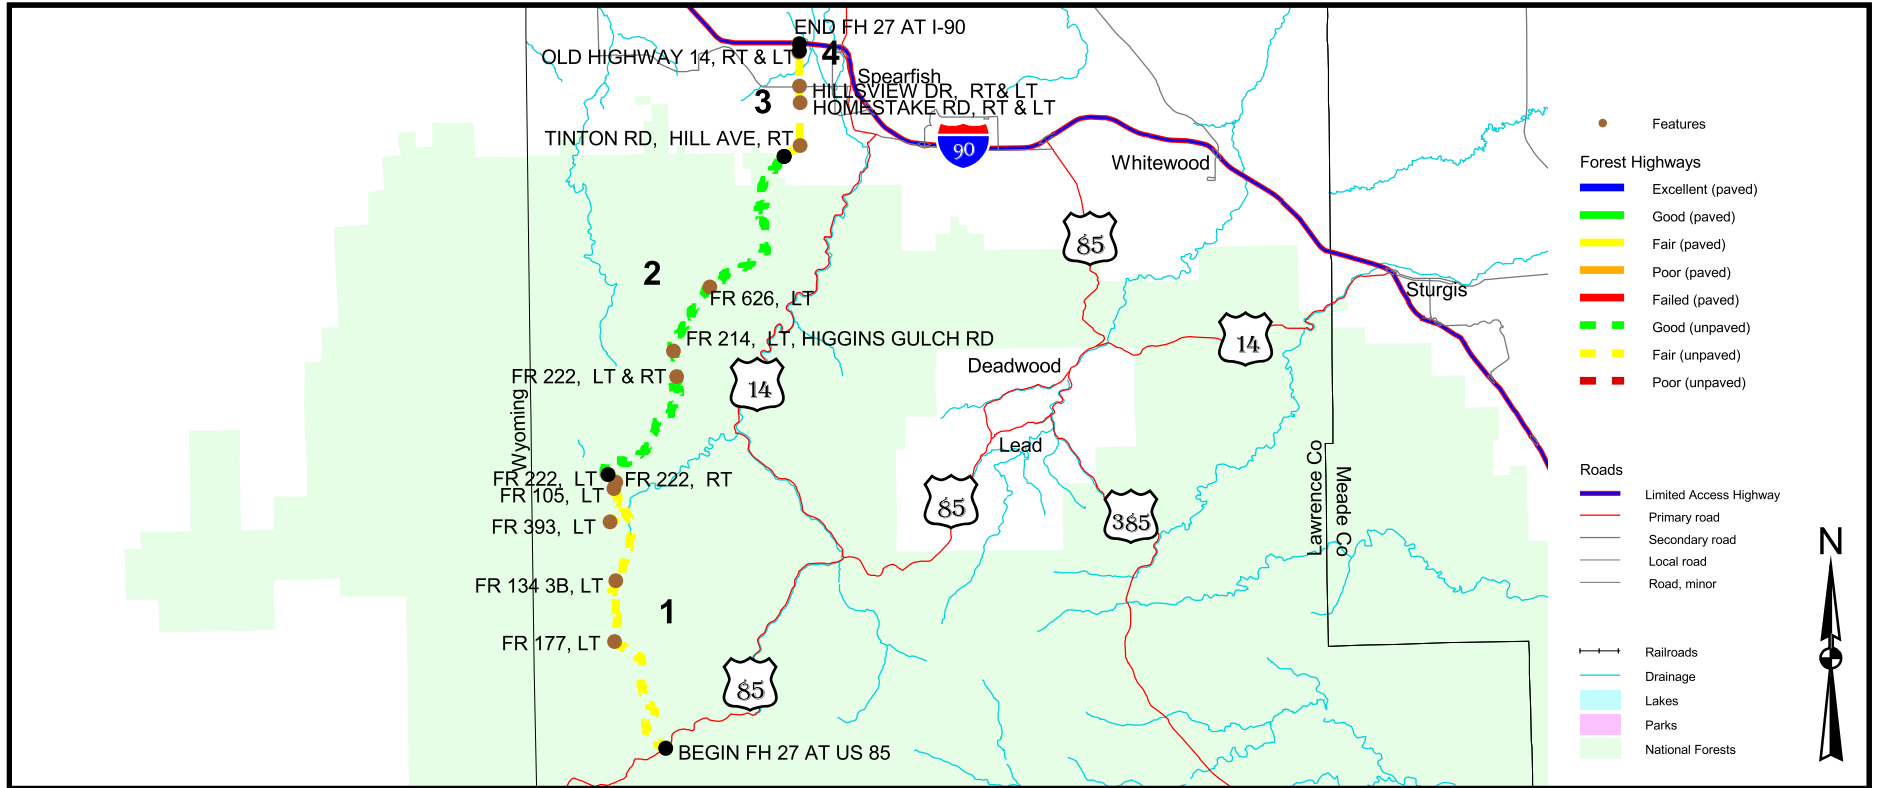 END FH 27 AT I-90
OLD HIGHWAY 14, RT & LT
4
Spearfish
HILLSVIEW DR, RT& LT
3
HOMESTAKE RD, RT & LT
TINTON RD, HILL AVE, RT
90
Whitewood
85
2
FR 626, LT
Sturgis
FR 214, LT, HIGGINS GULCH RD
14
Deadwood
FR 222, LT & RT
14
Wyoming
Lead
FR 222, LT
FR 222, RT
FR 105, LT
85
385
Lawrence Co
Meade Co
FR 393, LT
FR 134 3B, LT
1
FR 177, LT
85
BEGIN FH 27 AT US 85
Features
Forest Highways
Excellent (paved)
Good (paved)
Fair (paved)
Poor (paved)
Failed (paved)
Good (unpaved)
Fair (unpaved)
Poor (unpaved)
Roads
Limited Access Highway
Primary road
Secondary road
Local road
Road, minor
Railroads
Drainage
Lakes
Parks
National Forests
N